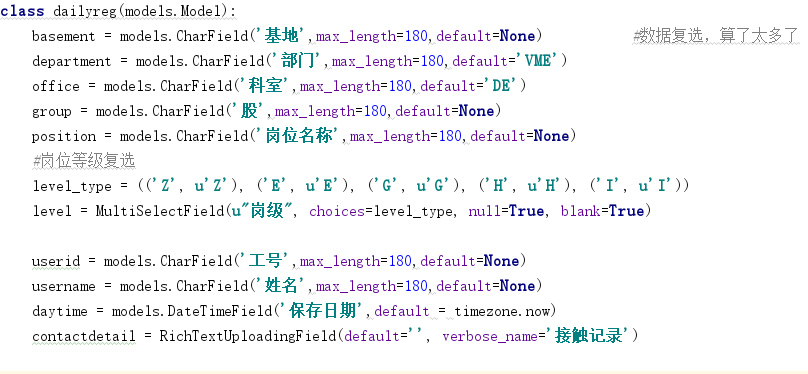 class dailyreg(models.Model):
basement = models.CharField('基地',max_length=180,default=None) #数据复选，算了太多了
department = models.CharField('部门',max_length=180,default='VME')
office = models.CharField('科室',max_length=180,default='DE')
group = models.CharField('股',max_length=180,default=None)
position = models.CharField('岗位名称',max_length=180,default=None)
#岗位等级复选
level_type = (('Z', u'Z'), ('E', u'E'), ('G', u'G'), ('H', u'H'), ('I', u'I'))
level = MultiSelectField(u"岗级", choices=level_type, null=True, blank=True)
userid = models.CharField('工号',max_length=180,default=None)
username = models.CharField('姓名',max_length=180,default=None)
daytime = models.DateTimeField('保存日期',default = timezone.now)
contactdetail = RichTextUploadingField(default='', verbose_name='接触记录')